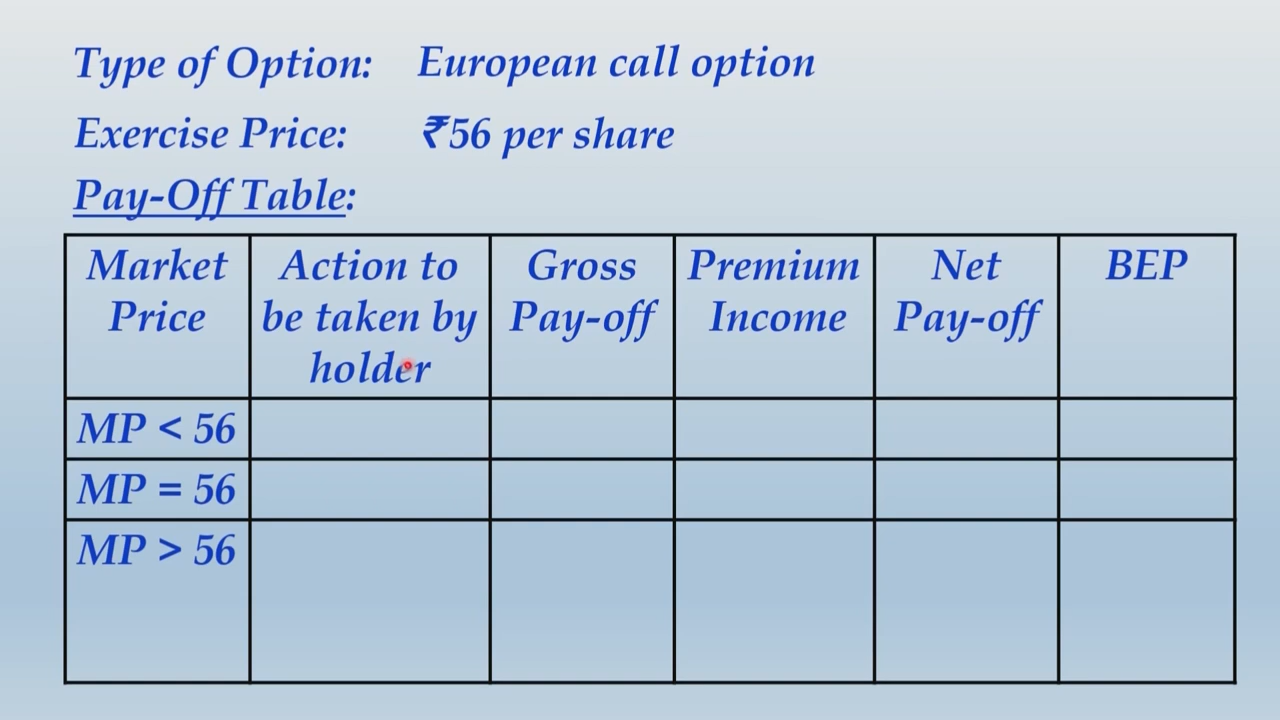 Type of Option: European call option
Exercise Price: ₹56 per share
Pay-Off Table:
Market Price
Action to be taken by holder
Gross Pay-off
Premium Income
Net Pay-off
BEP
MP < 56
MP = 56
MP > 56